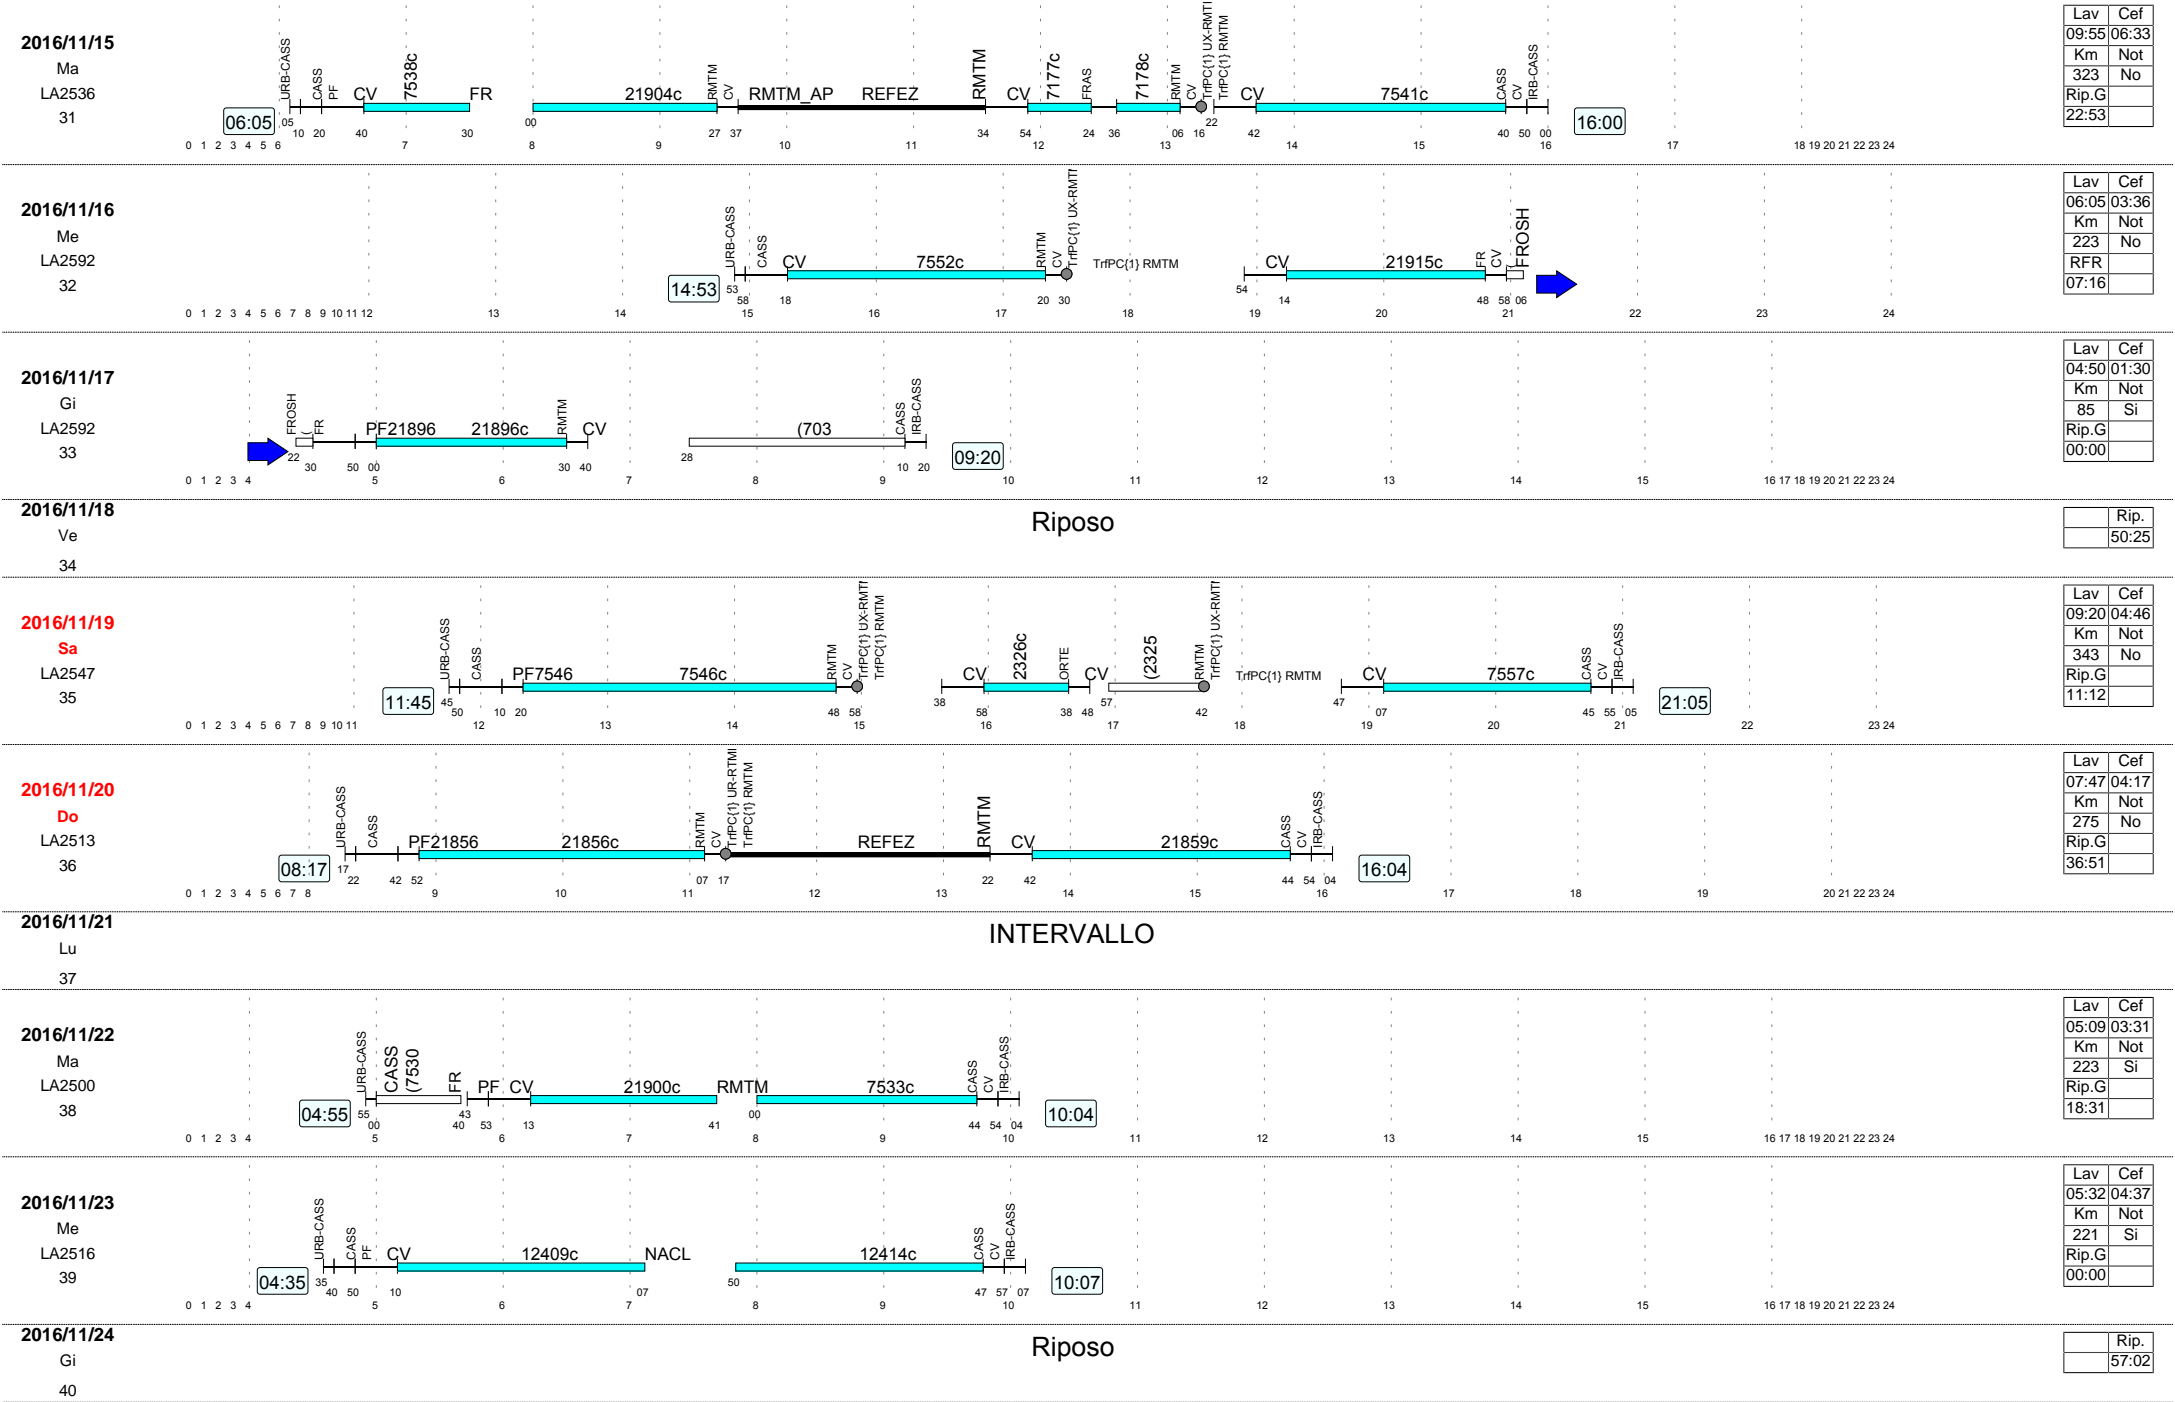 2016/11/15
Ma
LA2536
31
06:05
URB-CASS CASS PF CV 7538c FR 21904c RMTM CV RMTM_AP REFEZ RMTM CV 7177c FRAS 7178c RMTM CV TrfPC{1} UX-RMTI TrfPC{1} RMTM CV 7541c CASS CV IRB-CASS
05 10 20 40 30 00 27 37 34 54 24 36 06 16 22 42 40 50 00
16:00
0 1 2 3 4 5 6 7 8 9 10 11 12 13 14 15 16 17 18 19 20 21 22 23 24
Lav Cef
09:55 06:33
Km Not
323 No
Rip.G
22:53
2016/11/16
Me
LA2592
32
14:53
URB-CASS CASS CV 7552c RMTM CV TrfPC{1} UX-RMTI TrfPC{1} RMTM CV 21915c FR CV ( FROSH
53 58 18 20 30 54 14 48 58 06
0 1 2 3 4 5 6 7 8 9 10 11 12 13 14 15 16 17 18 19 20 21 22 23 24
Lav Cef
06:05 03:36
Km Not
223 No
RFR
07:16
2016/11/17
Gi
LA2592
33
FROSH ( FR PF21896 21896c RMTM CV (703 CASS IRB-CASS
22 30 50 00 30 40 28 10 20
09:20
0 1 2 3 4 5 6 7 8 9 10 11 12 13 14 15 16 17 18 19 20 21 22 23 24
Lav Cef
04:50 01:30
Km Not
85 Si
Rip.G
00:00
2016/11/18
Ve
34
Riposo
Rip.
50:25
2016/11/19
Sa
LA2547
35
11:45
URB-CASS CASS PF7546 7546c RMTM CV TrfPC{1} UX-RMTI TrfPC{1} RMTM CV 2326c ORTE CV (2325 RMTM TrfPC{1} UX-RMTI TrfPC{1} RMTM CV 7557c CASS CV IRB-CASS
45 50 10 20 48 58 38 58 38 48 57 42 47 07 45 55 05
21:05
0 1 2 3 4 5 6 7 8 9 10 11 12 13 14 15 16 17 18 19 20 21 22 23 24
Lav Cef
09:20 04:46
Km Not
343 No
Rip.G
11:12
2016/11/20
Do
LA2513
36
08:17
URB-CASS CASS PF21856 21856c RMTM CV TrfPC{1} UR-RTMI TrfPC{1} RMTM REFEZ RMTM CV 21859c CASS CV IRB-CASS
17 22 42 52 07 17 22 42 44 54 04
16:04
0 1 2 3 4 5 6 7 8 9 10 11 12 13 14 15 16 17 18 19 20 21 22 23 24
Lav Cef
07:47 04:17
Km Not
275 No
Rip.G
36:51
2016/11/21
Lu
37
INTERVALLO
2016/11/22
Ma
LA2500
38
04:55
URB-CASS CASS (7530 FR PF CV 21900c RMTM 7533c CASS CV IRB-CASS
55 00 40 43 53 13 41 00 44 54 04
10:04
0 1 2 3 4 5 6 7 8 9 10 11 12 13 14 15 16 17 18 19 20 21 22 23 24
Lav Cef
05:09 03:31
Km Not
223 Si
Rip.G
18:31
2016/11/23
Me
LA2516
39
04:35
URB-CASS CASS PF CV 12409c NACL 12414c CASS CV IRB-CASS
35 40 50 10 07 50 47 57 07
10:07
0 1 2 3 4 5 6 7 8 9 10 11 12 13 14 15 16 17 18 19 20 21 22 23 24
Lav Cef
05:32 04:37
Km Not
221 Si
Rip.G
00:00
2016/11/24
Gi
40
Riposo
Rip.
57:02